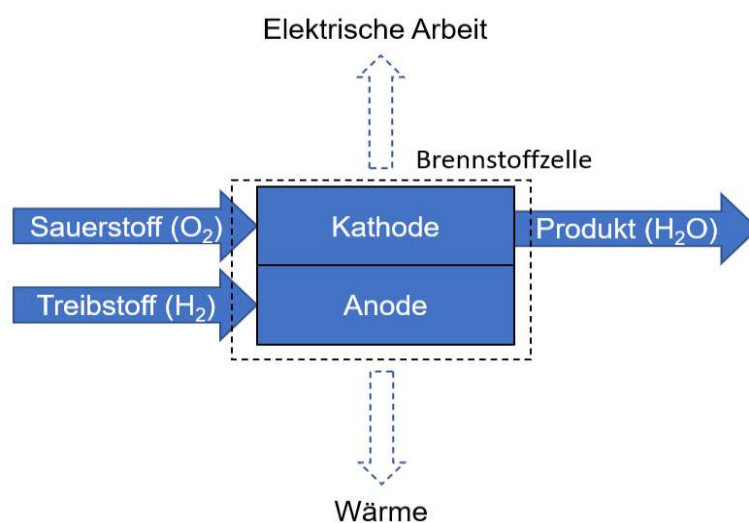 Elektrische Arbeit
Brennstoffzelle
Sauerstoff (O₂)
Kathode
Produkt (H₂O)
Treibstoff (H₂)
Anode
Wärme